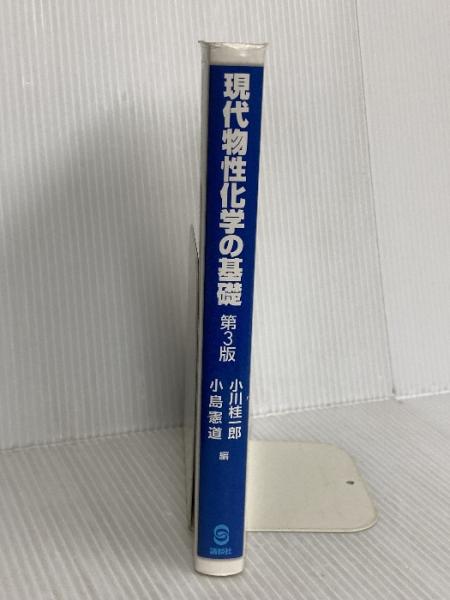 現代物性化学の基礎
第3版
小川桂一郎
小島憲道
編
講談社